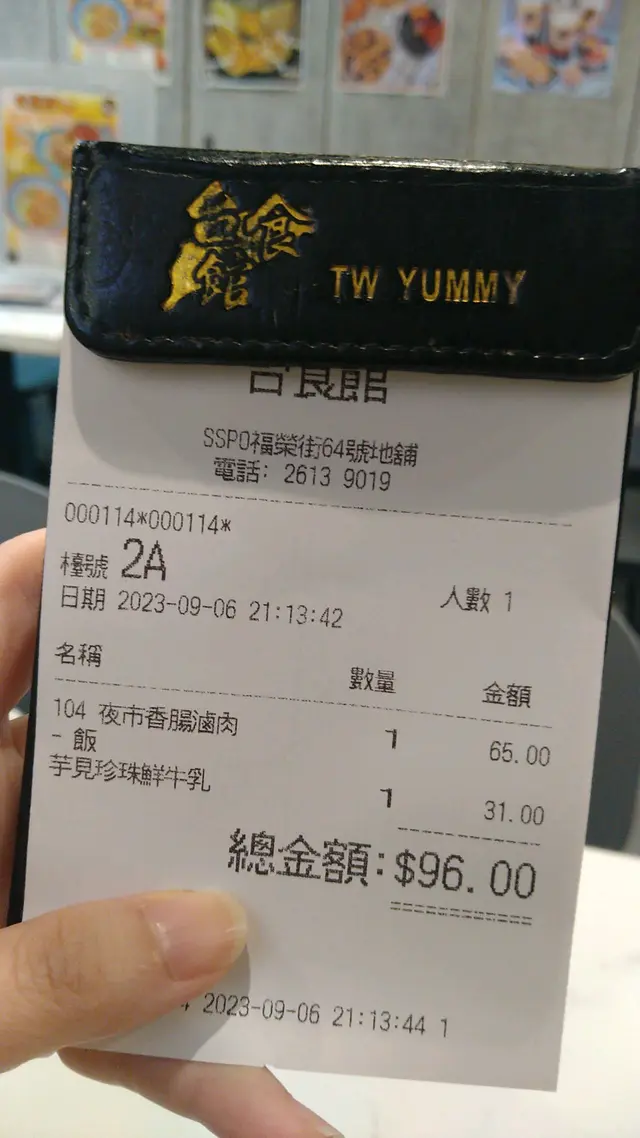 食館
TW YUMMY
台食館
SSPO福榮街64號地舖
電話: 2613 9019
000114*000114*
檯號 2A
人數 1
日期 2023-09-06 21:13:42
名稱 數量 金額
104 夜市香腸滷肉 1 65.00
- 飯
芋見珍珠鮮牛乳 1 31.00
總金額:$96.00
2023-09-06 21:13:44 1